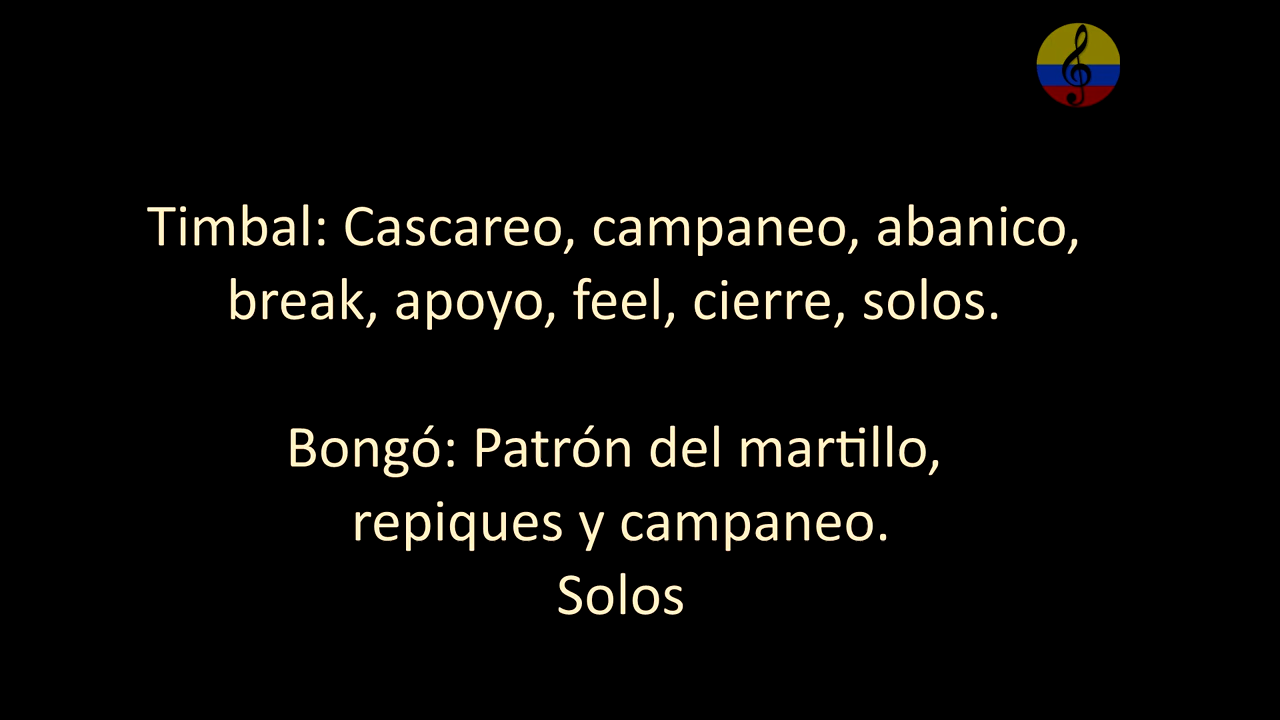 Timbal: Cascareo, campaneo, abanico,
break, apoyo, feel, cierre, solos.
Bongó: Patrón del martillo,
repiques y campaneo.
Solos